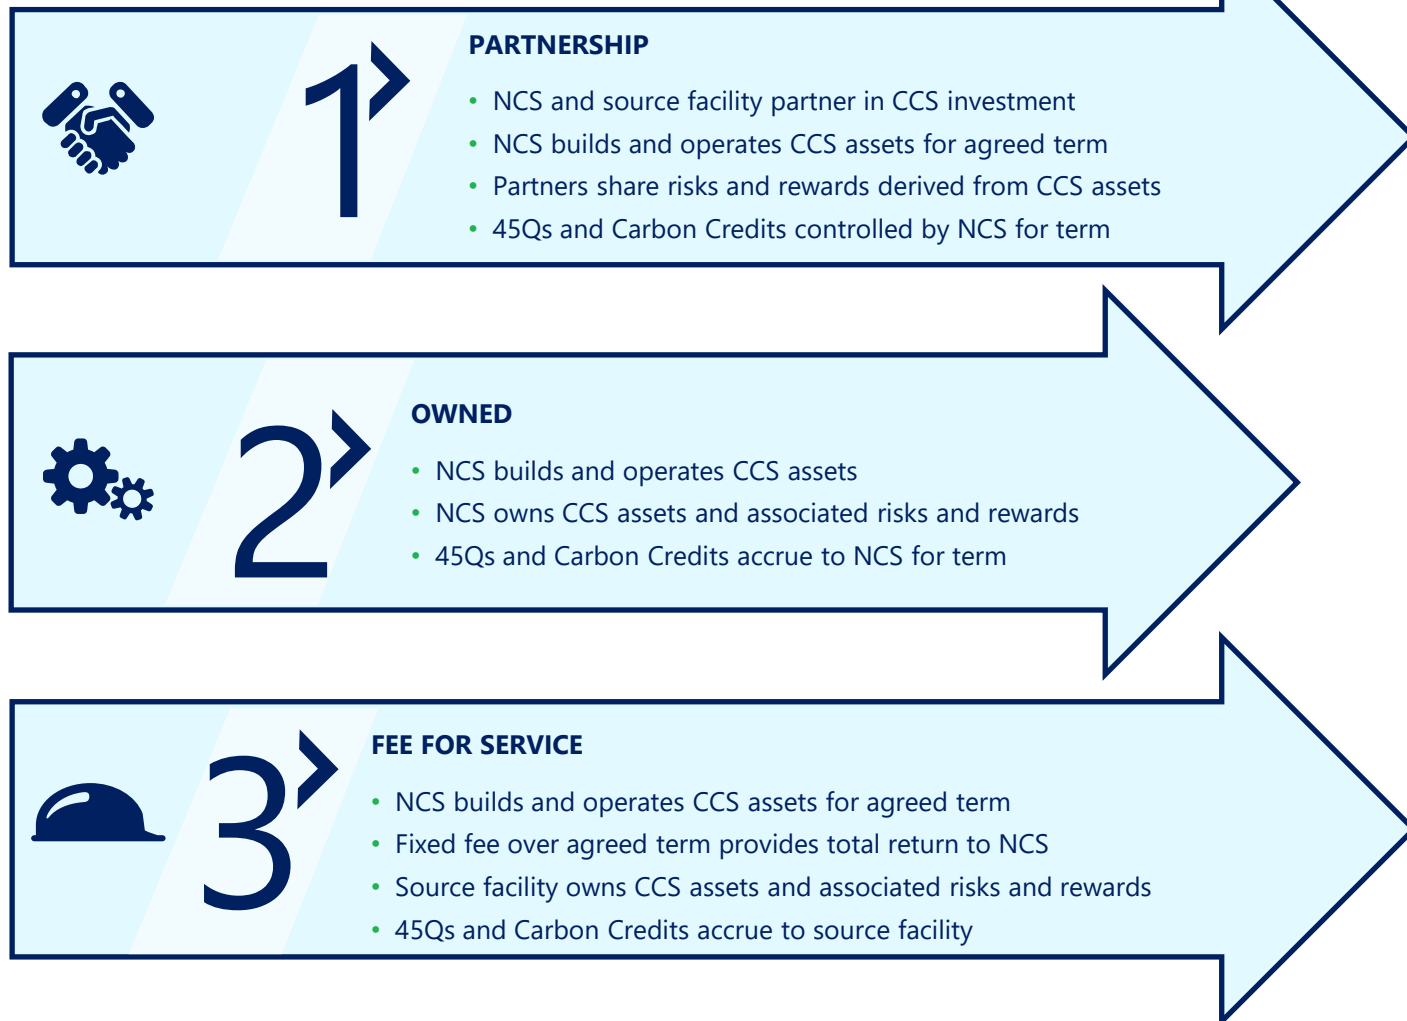 1
PARTNERSHIP
• NCS and source facility partner in CCS investment
• NCS builds and operates CCS assets for agreed term
• Partners share risks and rewards derived from CCS assets
• 45Qs and Carbon Credits controlled by NCS for term
2
OWNED
• NCS builds and operates CCS assets
• NCS owns CCS assets and associated risks and rewards
• 45Qs and Carbon Credits accrue to NCS for term
3
FEE FOR SERVICE
• NCS builds and operates CCS assets for agreed term
• Fixed fee over agreed term provides total return to NCS
• Source facility owns CCS assets and associated risks and rewards
• 45Qs and Carbon Credits accrue to source facility